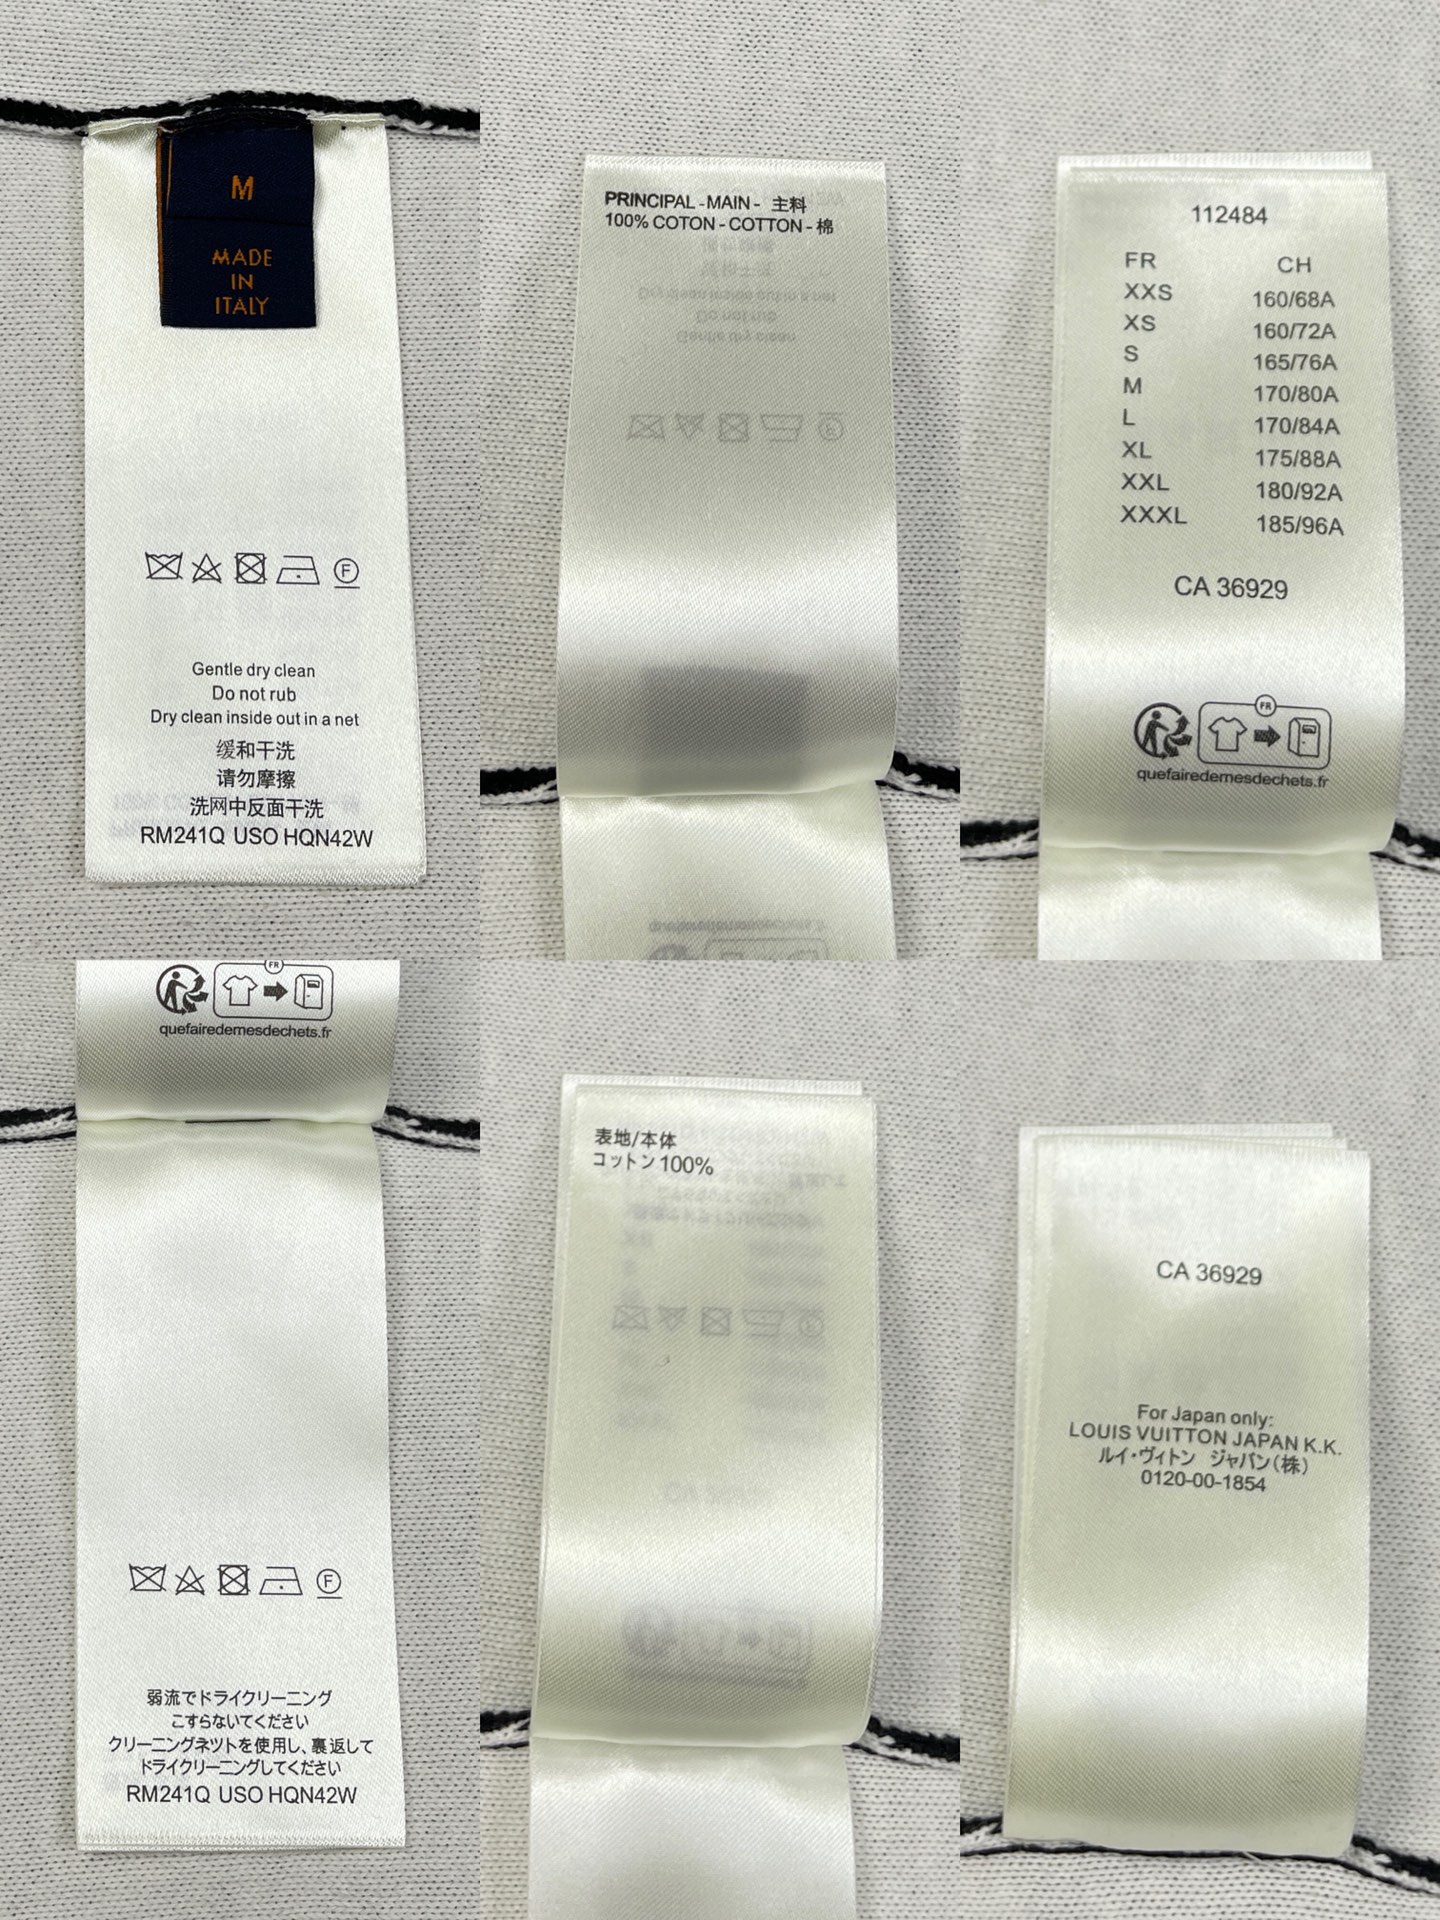 M
MADE
IN
ITALY
F
Gentle dry clean
Do not rub
Dry clean inside out in a net
缓和干洗
请勿摩擦
洗网中反面干洗
RM241Q USO HQN42W
PRINCIPAL - MAIN - 主料
100% COTON - COTTON - 棉
112484
FR CH
XXS 160/68A
XS 160/72A
S 165/76A
M 170/80A
L 170/84A
XL 175/88A
XXL 180/92A
XXXL 185/96A
CA 36929
FR
quefairedemesdechets.fr
FR
quefairedemesdechets.fr
F
弱流でドライクリーニング
こすらないてください
クリーニングネツトを使用し、裏返して
ドライクリーニングしてください
RM241Q USO HQN42W
表地/本体
コットン100%
CA 36929
For Japan only:
LOUIS VUITTON JAPAN K.K.
ルイ・ヴィトン ジャパン(株)
0120-00-1854